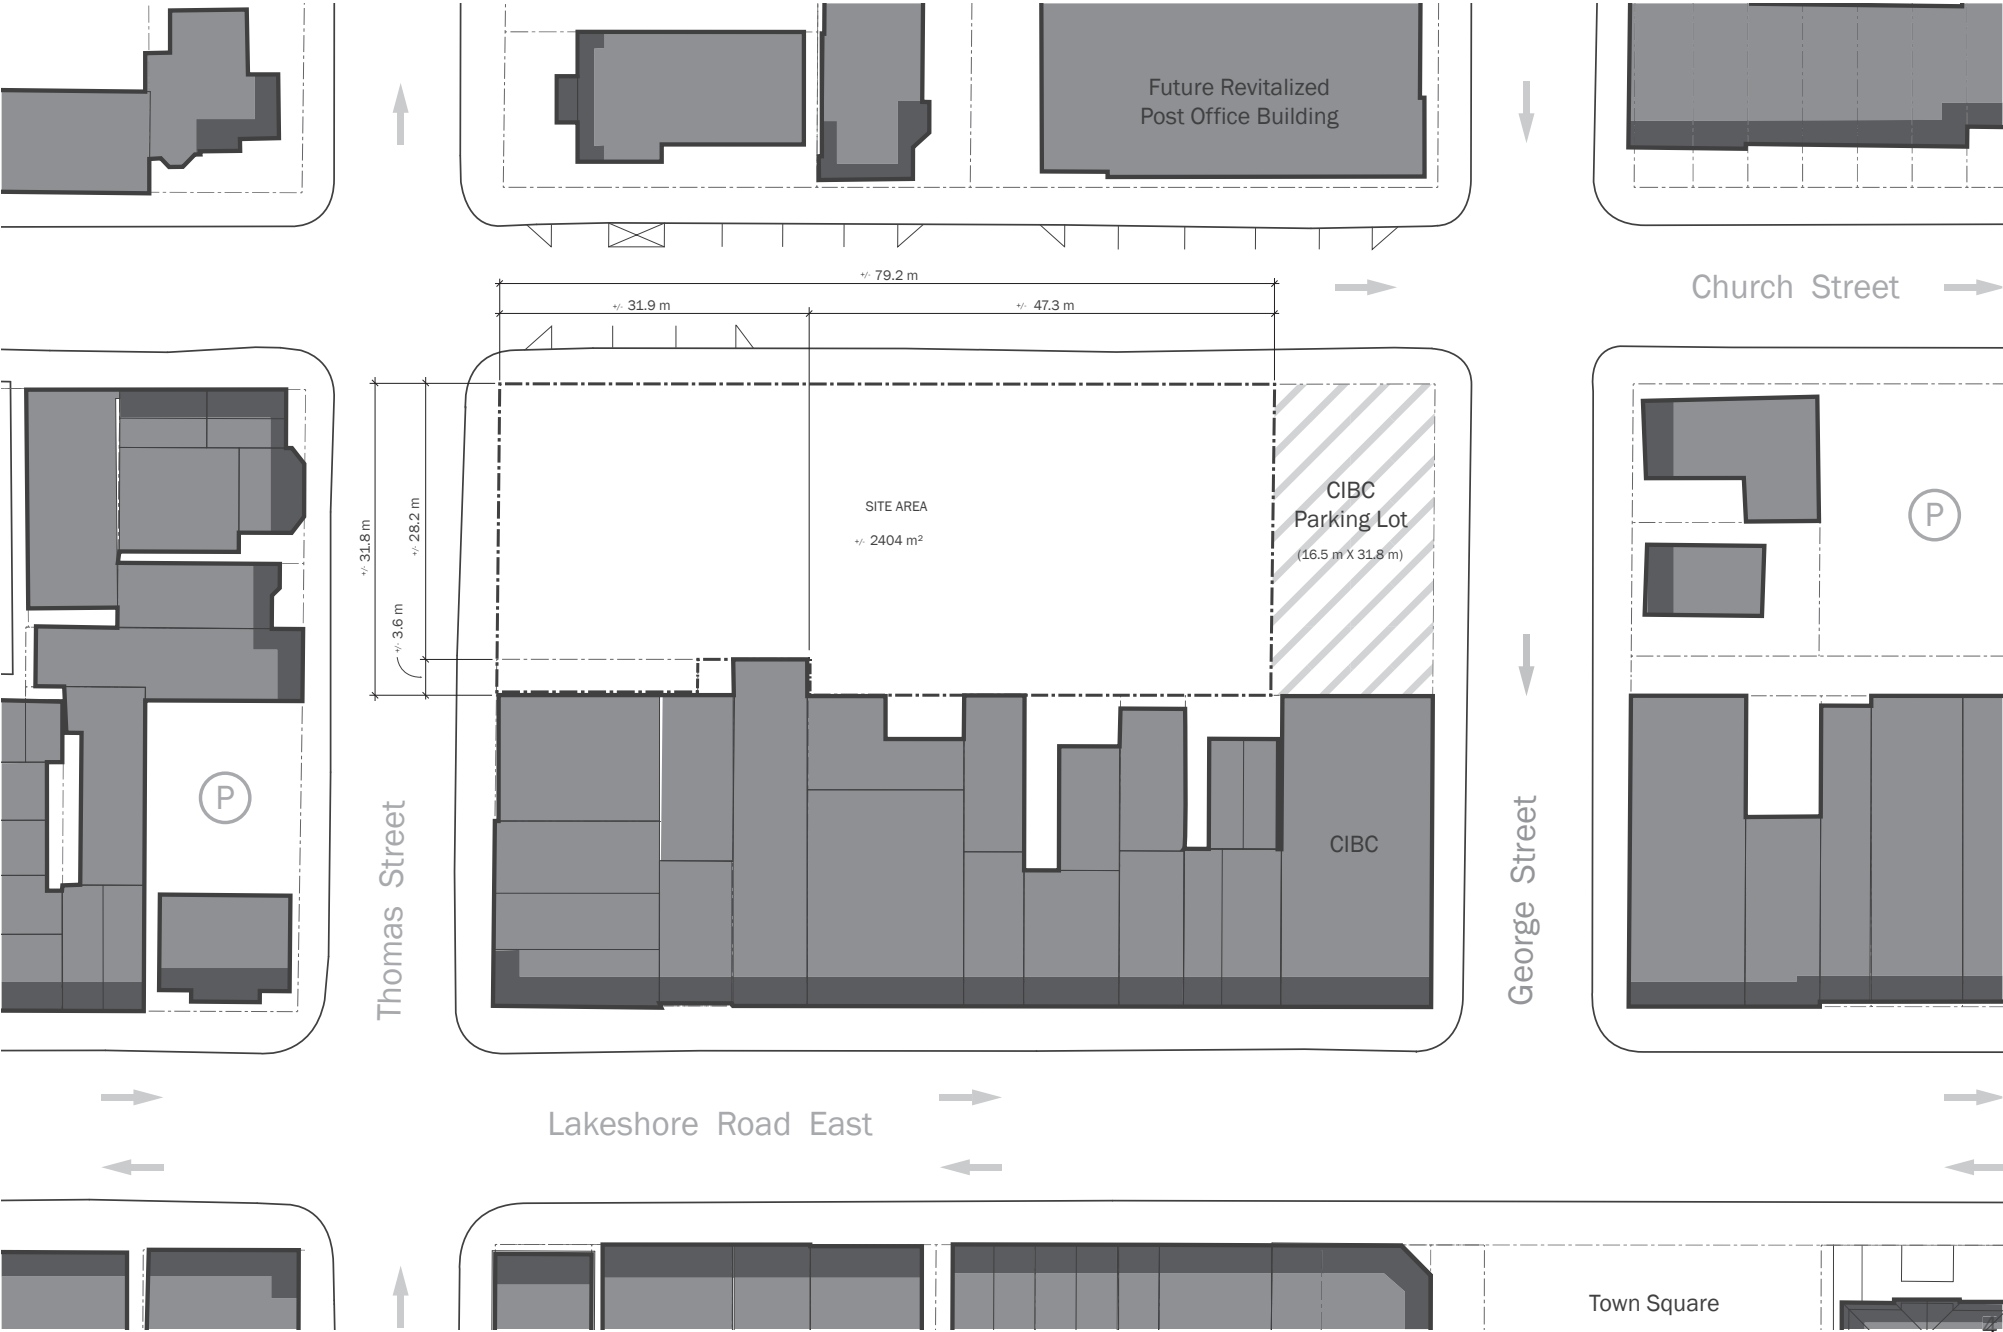 Future Revitalized
Post Office Building
+/- 79.2 m
+/- 31.9 m
+/- 47.3 m
Church Street
SITE AREA
+/- 2404 m²
CIBC
Parking Lot
(16.5 m X 31.8 m)
+/- 31.8 m
+/- 28.2 m
+/- 3.6 m
P
P
CIBC
Thomas Street
George Street
Lakeshore Road East
Town Square
4